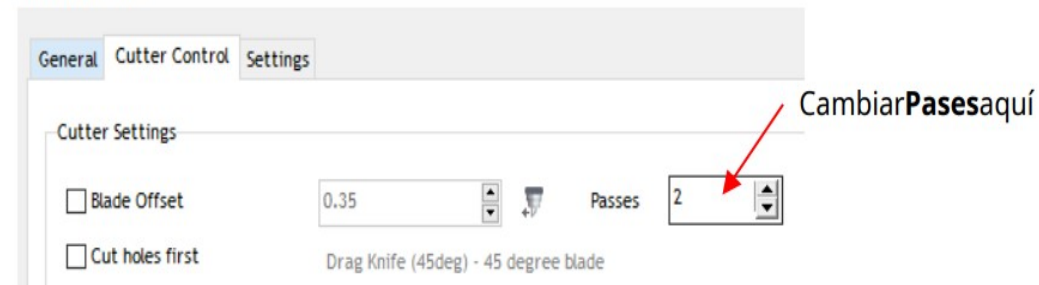 General Cutter Control Settings
CambiarPasesaquí
Cutter Settings
Blade Offset 0.35 Passes 2
Cut holes first Drag Knife (45deg) - 45 degree blade